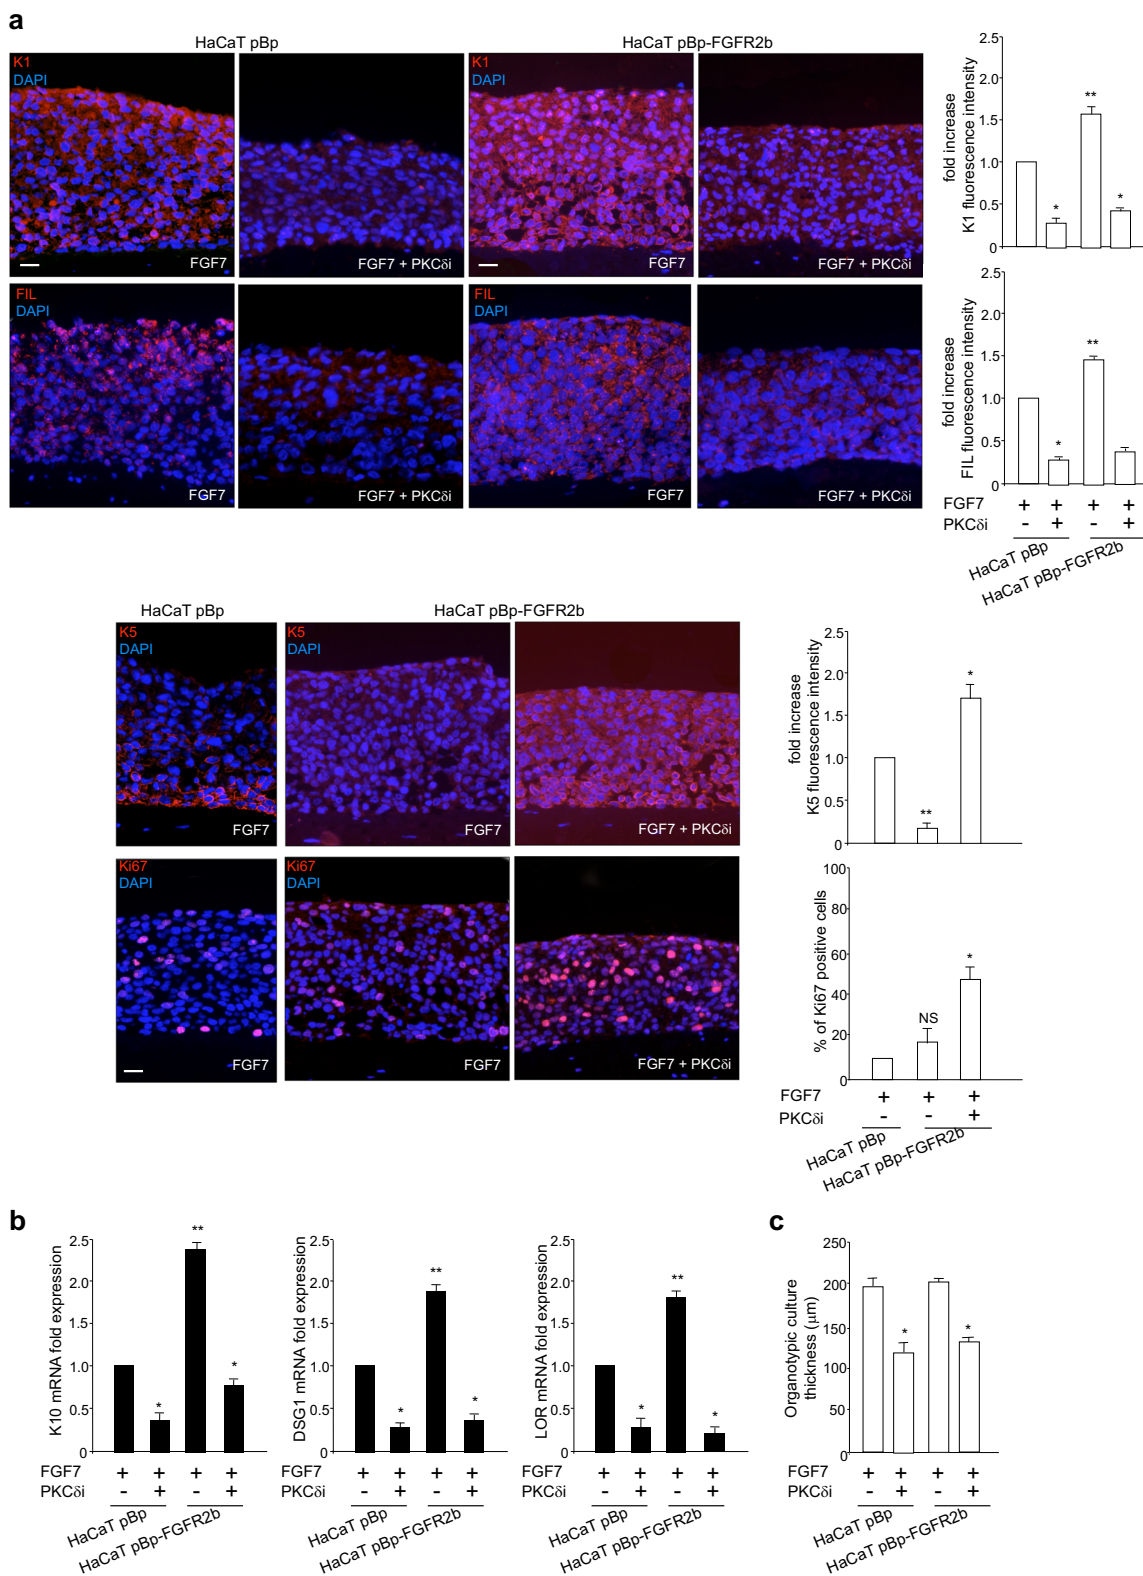 a
HaCaT pBp
HaCaT pBp-FGFR2b
K1
DAPI
FGF7
FGF7 + PKCδi
FGF7
FGF7 + PKCδi
FIL
DAPI
FGF7
FGF7 + PKCδi
FGF7
FGF7 + PKCδi
fold increase
K1 fluorescence intensity
2.5
2.0
1.5
1.0
0.5
0
*
**
*
fold increase
FIL fluorescence intensity
2.5
2.0
1.5
1.0
0.5
0
*
**
FGF7 + + + +
PKCδi - + - +
HaCaT pBp
HaCaT pBp-FGFR2b
HaCaT pBp
HaCaT pBp-FGFR2b
K5
DAPI
FGF7
K5
DAPI
FGF7
FGF7 + PKCδi
Ki67
DAPI
FGF7
Ki67
DAPI
FGF7
FGF7 + PKCδi
fold increase
K5 fluorescence intensity
2.5
2.0
1.5
1.0
0.5
0
**
*
% of Ki67 positive cells
100
80
60
40
20
0
NS
*
FGF7 + + +
PKCδi - - +
HaCaT pBp
HaCaT pBp-FGFR2b
b
K10 mRNA fold expression
2.5
2.0
1.5
1.0
0.5
0
*
**
*
FGF7 + + + +
PKCδi - + - +
HaCaT pBp
HaCaT pBp-FGFR2b
DSG1 mRNA fold expression
2.5
2.0
1.5
1.0
0.5
0
*
**
*
FGF7 + + + +
PKCδi - + - +
HaCaT pBp
HaCaT pBp-FGFR2b
LOR mRNA fold expression
2.5
2.0
1.5
1.0
0.5
0
*
**
*
FGF7 + + + +
PKCδi - + - +
HaCaT pBp
HaCaT pBp-FGFR2b
c
Organotypic culture
thickness (μm)
250
200
150
100
50
0
*
*
FGF7 + + + +
PKCδi - + - +
HaCaT pBp
HaCaT pBp-FGFR2b